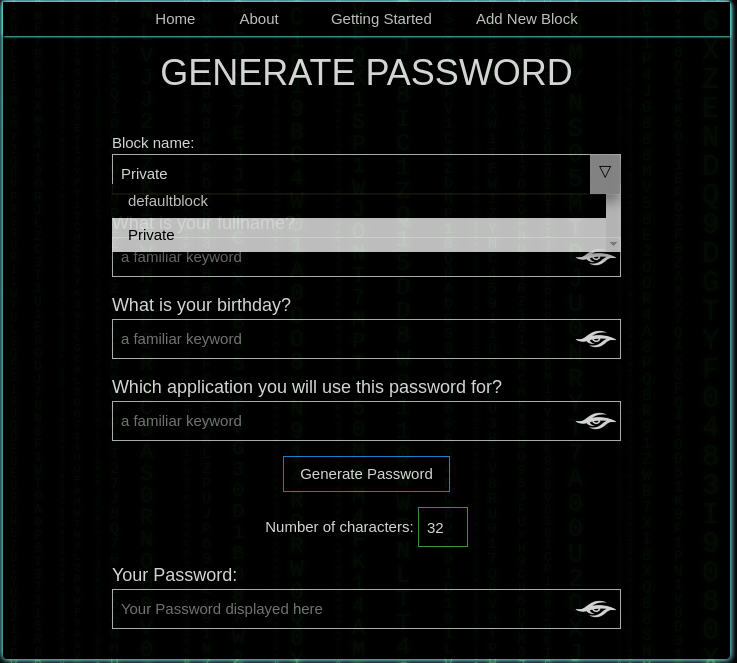 Home About Getting Started Add New Block
GENERATE PASSWORD
Block name:
Private
▽
defaultblock
What is your fullname?
Private
a familiar keyword
What is your birthday?
a familiar keyword
Which application you will use this password for?
a familiar keyword
Generate Password
Number of characters: 32
Your Password:
Your Password displayed here